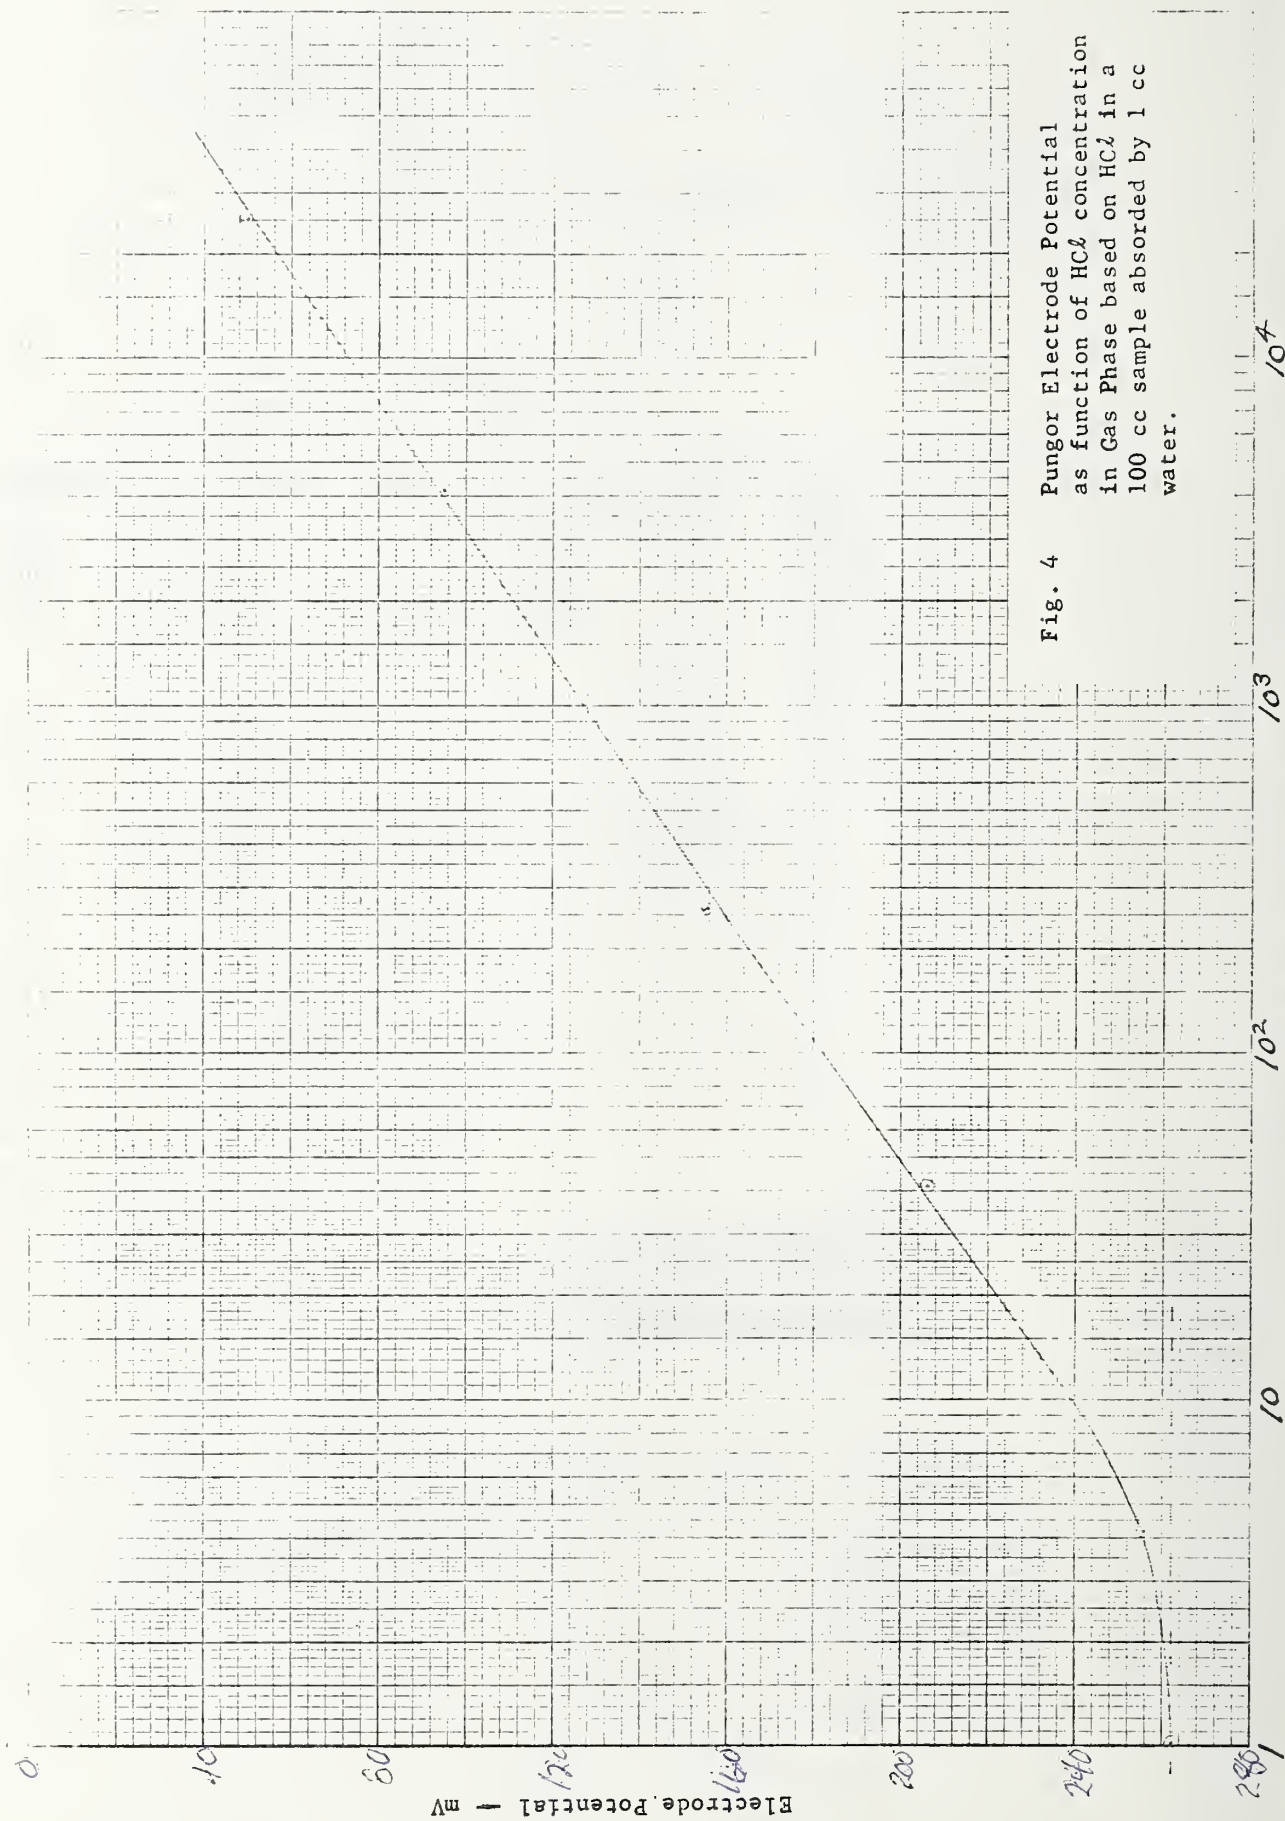 0
40
80
120
160
200
240
280
Electrode Potential — mV
1
10
10²
10³
10⁴
Fig. 4 Pungor Electrode Potential
as function of HCℓ concentration
in Gas Phase based on HCℓ in a
100 cc sample absorded by 1 cc
water.